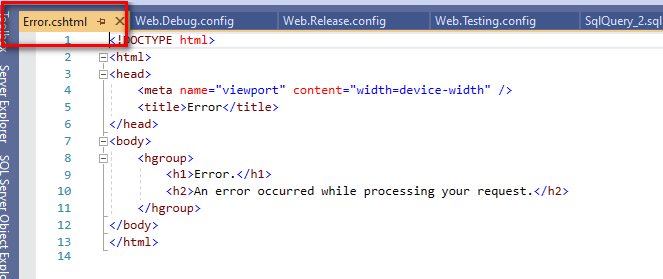 Error.cshtml
Web.Debug.config
Web.Release.config
Web.Testing.config
SqlQuery_2.sql
Toolbox
Server Explorer
SQL Server Object Explo
1 <!DOCTYPE html>
2 <html>
3 <head>
4 <meta name="viewport" content="width=device-width" />
5 <title>Error</title>
6 </head>
7 <body>
8 <hgroup>
9 <h1>Error.</h1>
10 <h2>An error occurred while processing your request.</h2>
11 </hgroup>
12 </body>
13 </html>
14